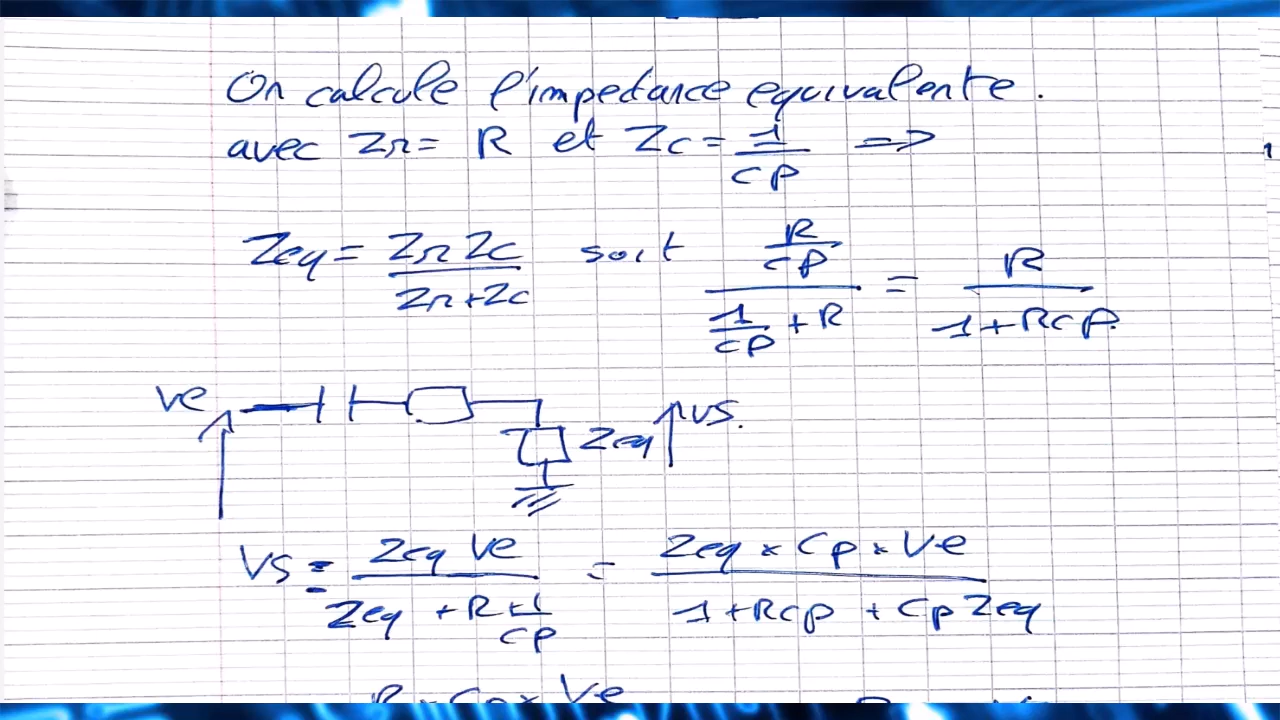 On calcule l'impedance equivalente.
avec Zr = R et Zc = 1/Cp =>
Zeq = Zr Zc / Zr + Zc soit R/Cp / 1/Cp + R = R / 1 + RCp
Ve
Zeq Vs.
Vs = Zeq Ve / Zeq + R + 1/Cp = Zeq x Cp x Ve / 1 + RCp + Cp Zeq